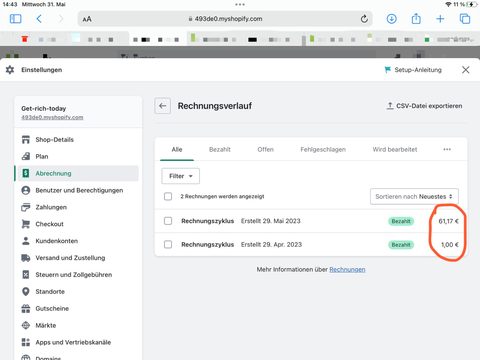 14:43 Mittwoch 31. Mai
11 %
AA
493de0.myshopify.com
Einstellungen
Setup-Anleitung
Get-rich-today
493de0.myshopify.com
Shop-Details
Plan
Abrechnung
Benutzer und Berechtigungen
Zahlungen
Checkout
Kundenkonten
Versand und Zustellung
Steuern und Zollgebühren
Standorte
Gutscheine
Märkte
Apps und Vertriebskanäle
Domains
Rechnungsverlauf
CSV-Datei exportieren
Alle Bezahlt Offen Fehlgeschlagen Wird bearbeitet
Filter
2 Rechnungen werden angezeigt
Sortieren nach Neuestes
Rechnungszyklus Erstellt 29. Mai 2023 Bezahlt 61,17 €
Rechnungszyklus Erstellt 29. Apr. 2023 Bezahlt 1,00 €
Mehr Informationen über Rechnungen